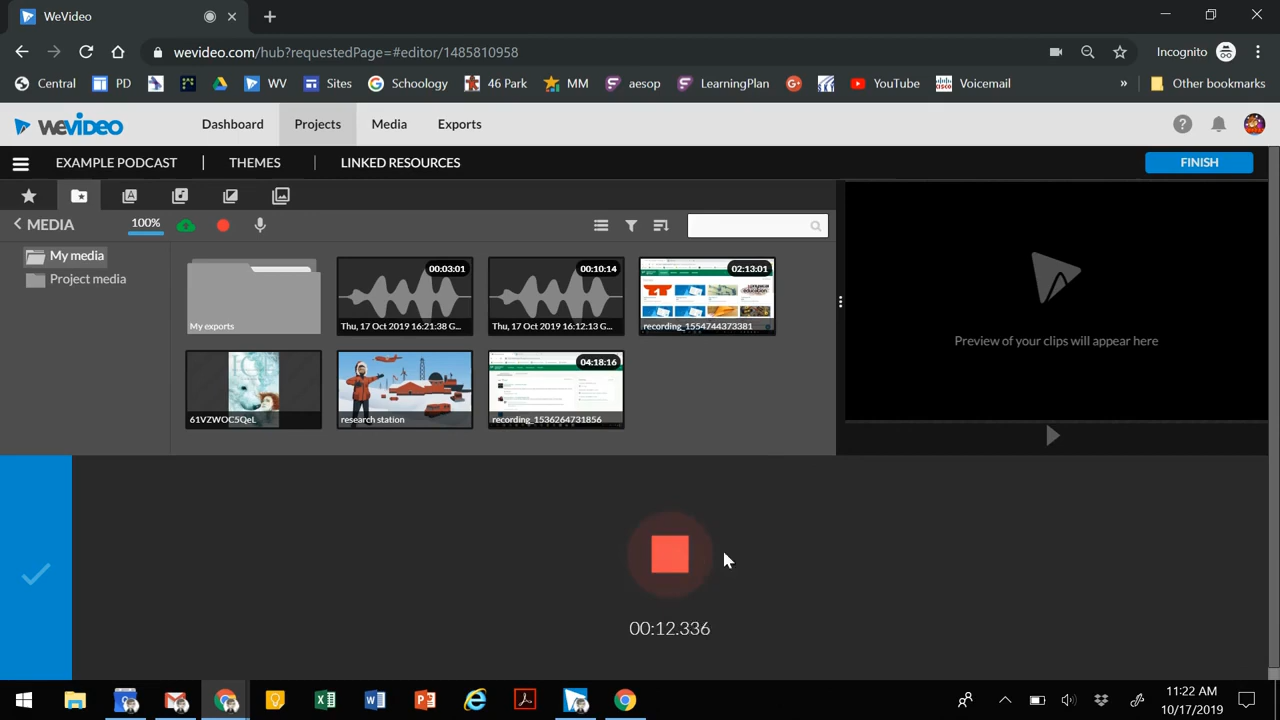 WeVideo
wevideo.com/hub?requestedPage=#editor/1485810958
Incognito
Central PD WV Sites Schoology 46 Park MM aesop LearningPlan YouTube Voicemail » Other bookmarks
WEVIDEO Dashboard Projects Media Exports
EXAMPLE PODCAST THEMES LINKED RESOURCES FINISH
MEDIA 100%
My media
Project media
My exports
00:03:01
Thu, 17 Oct 2019 16:21:38 G...
00:10:14
Thu, 17 Oct 2019 16:12:13 G...
02:13:01
recording_1554744373381
61VZWOC5QeL
research station
04:18:16
recording_1536264731856
Preview of your clips will appear here
00:12.336
11:22 AM
10/17/2019